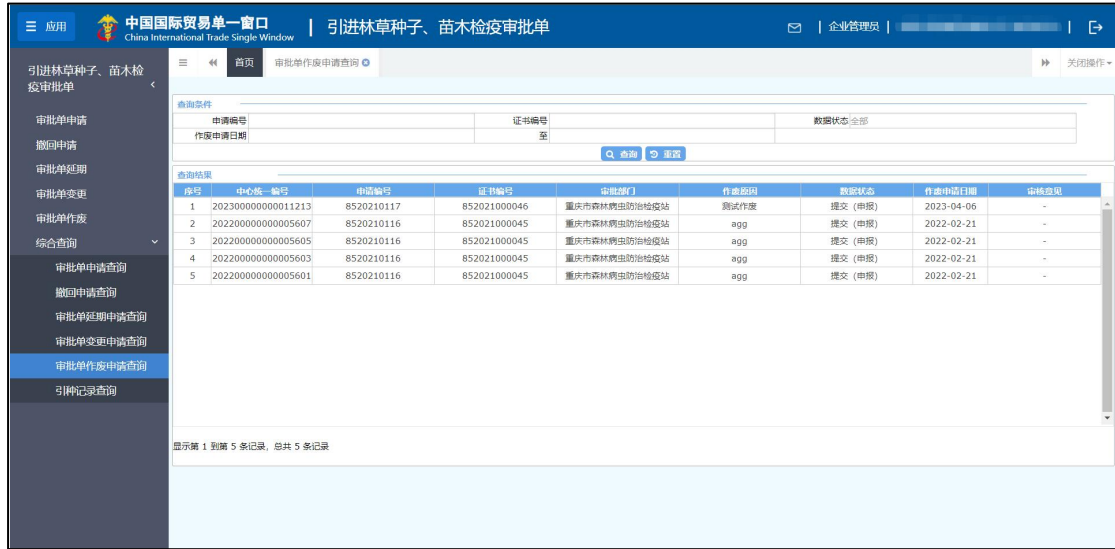 应用
中国国际贸易单一窗口
China International Trade Single Window
引进林草种子、苗木检疫审批单
企业管理员
引进林草种子、苗木检
疫审批单
审批单申请
撤回申请
审批单延期
审批单变更
审批单作废
综合查询
审批单申请查询
撤回申请查询
审批单延期申请查询
审批单变更申请查询
审批单作废申请查询
引种记录查询
首页 审批单作废申请查询 关闭操作
查询条件
申请编号 证书编号 数据状态 全部
作废申请日期 至
查询 重置
查询结果
序号 中心统一编号 申请编号 证书编号 审批部门 作废原因 数据状态 作废申请日期 审核意见
1 202300000000011213 8520210117 852021000046 重庆市森林病虫防治检疫站 测试作废 提交 (申报) 2023-04-06 -
2 202200000000005607 8520210116 852021000045 重庆市森林病虫防治检疫站 agg 提交 (申报) 2022-02-21 -
3 202200000000005605 8520210116 852021000045 重庆市森林病虫防治检疫站 agg 提交 (申报) 2022-02-21 -
4 202200000000005603 8520210116 852021000045 重庆市森林病虫防治检疫站 agg 提交 (申报) 2022-02-21 -
5 202200000000005601 8520210116 852021000045 重庆市森林病虫防治检疫站 agg 提交 (申报) 2022-02-21 -
显示第 1 到第 5 条记录, 总共 5 条记录